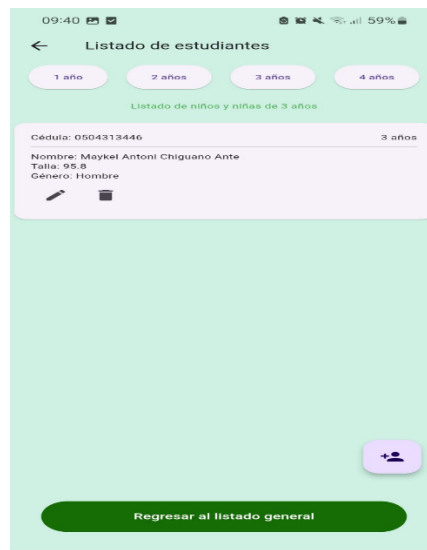 09:40 59%
Listado de estudiantes
1 año 2 años 3 años 4 años
Listado de niños y niñas de 3 años
Cédula: 0504313446 3 años
Nombre: Maykel Antoni Chiguano Ante
Talla: 95.8
Género: Hombre
Regresar al listado general